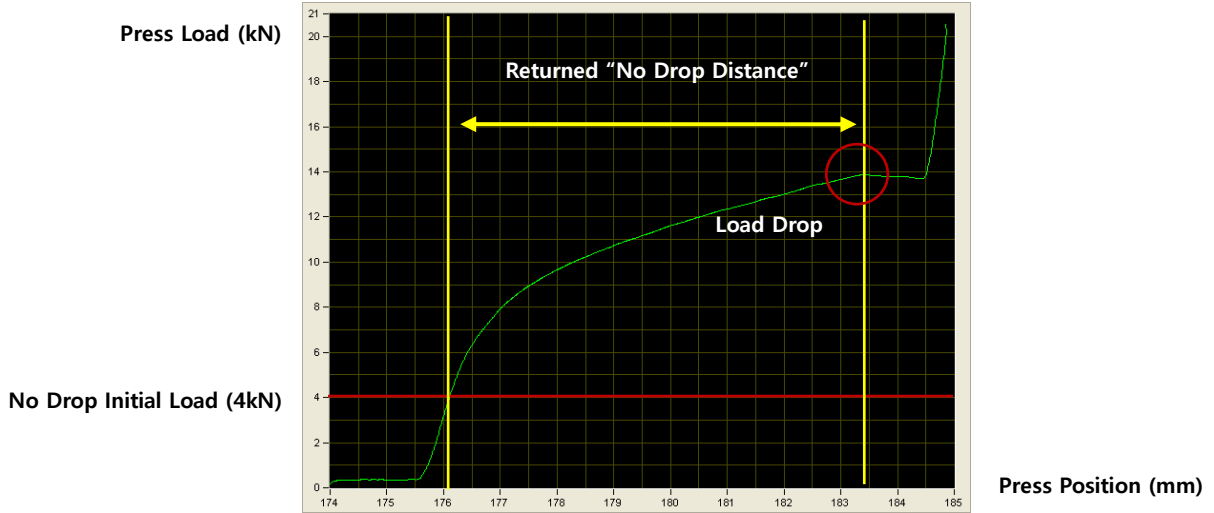 Press Load (kN)
21
20
18
16
14
12
10
8
6
4
2
0
Returned “No Drop Distance”
Load Drop
No Drop Initial Load (4kN)
174 175 176 177 178 179 180 181 182 183 184 185
Press Position (mm)